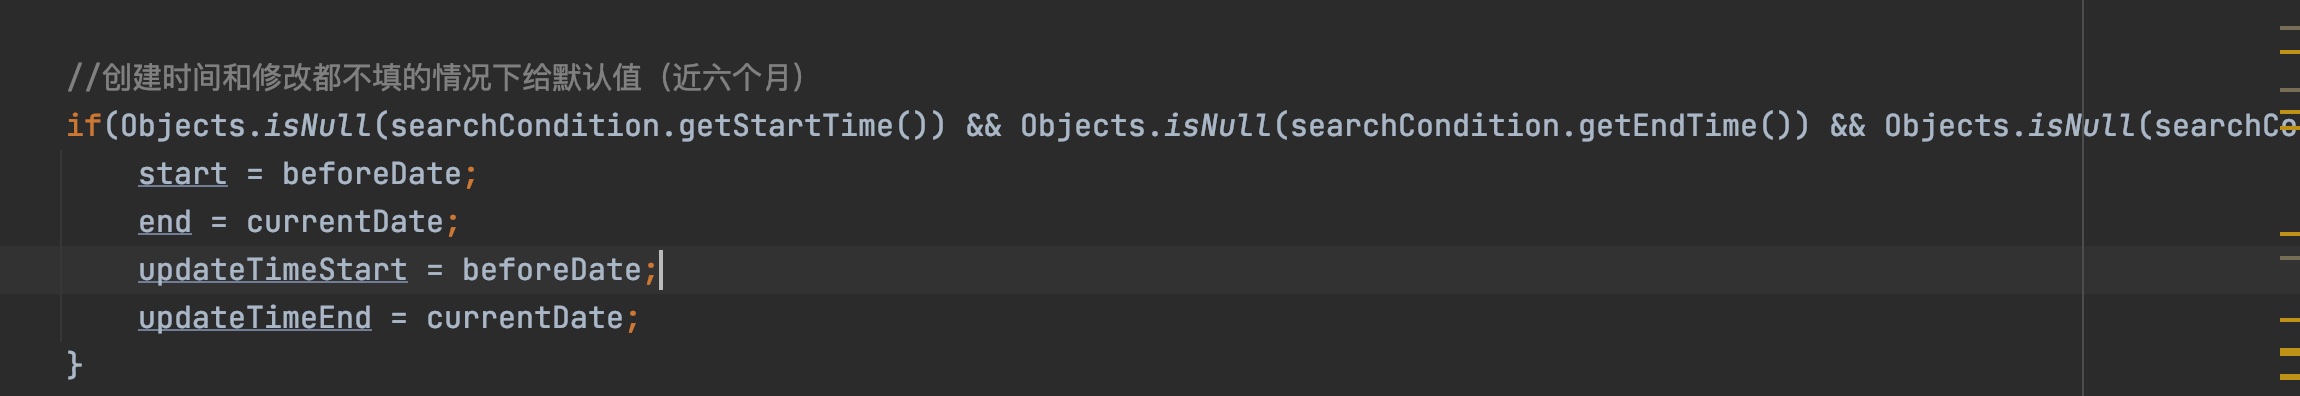 //创建时间和修改都不填的情况下给默认值（近六个月）
if(Objects.isNull(searchCondition.getStartTime()) && Objects.isNull(searchCondition.getEndTime()) && Objects.isNull(searchCo
start = beforeDate;
end = currentDate;
updateTimeStart = beforeDate;
updateTimeEnd = currentDate;
}